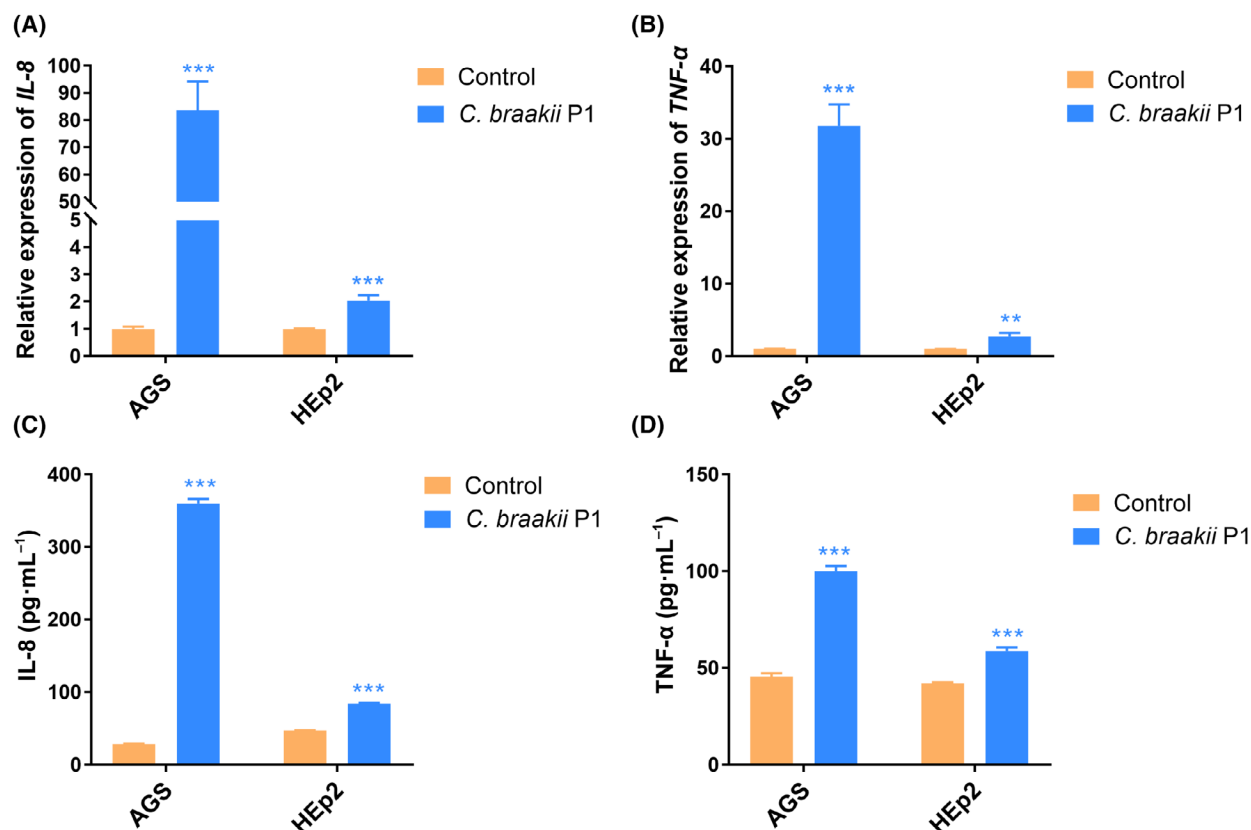 (A)
Relative expression of IL-8
100
90
80
70
60
50
5
4
3
2
1
0
***
***
AGS
HEp2
Control
C. braakii P1
(B)
Relative expression of TNF-α
40
30
20
10
0
***
**
AGS
HEp2
Control
C. braakii P1
(C)
IL-8 (pg·mL⁻¹)
400
300
200
100
0
***
***
AGS
HEp2
Control
C. braakii P1
(D)
TNF-α (pg·mL⁻¹)
150
100
50
0
***
***
AGS
HEp2
Control
C. braakii P1